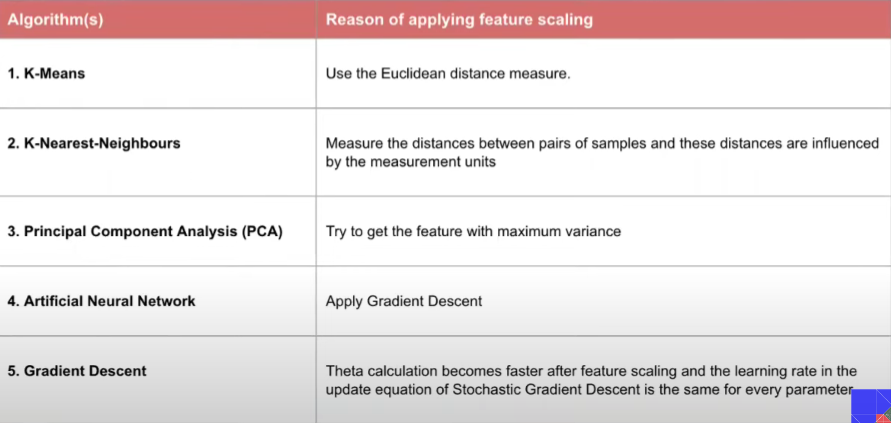 Algorithm(s)
Reason of applying feature scaling
1. K-Means
Use the Euclidean distance measure.
2. K-Nearest-Neighbours
Measure the distances between pairs of samples and these distances are influenced
by the measurement units
3. Principal Component Analysis (PCA)
Try to get the feature with maximum variance
4. Artificial Neural Network
Apply Gradient Descent
5. Gradient Descent
Theta calculation becomes faster after feature scaling and the learning rate in the
update equation of Stochastic Gradient Descent is the same for every parameter